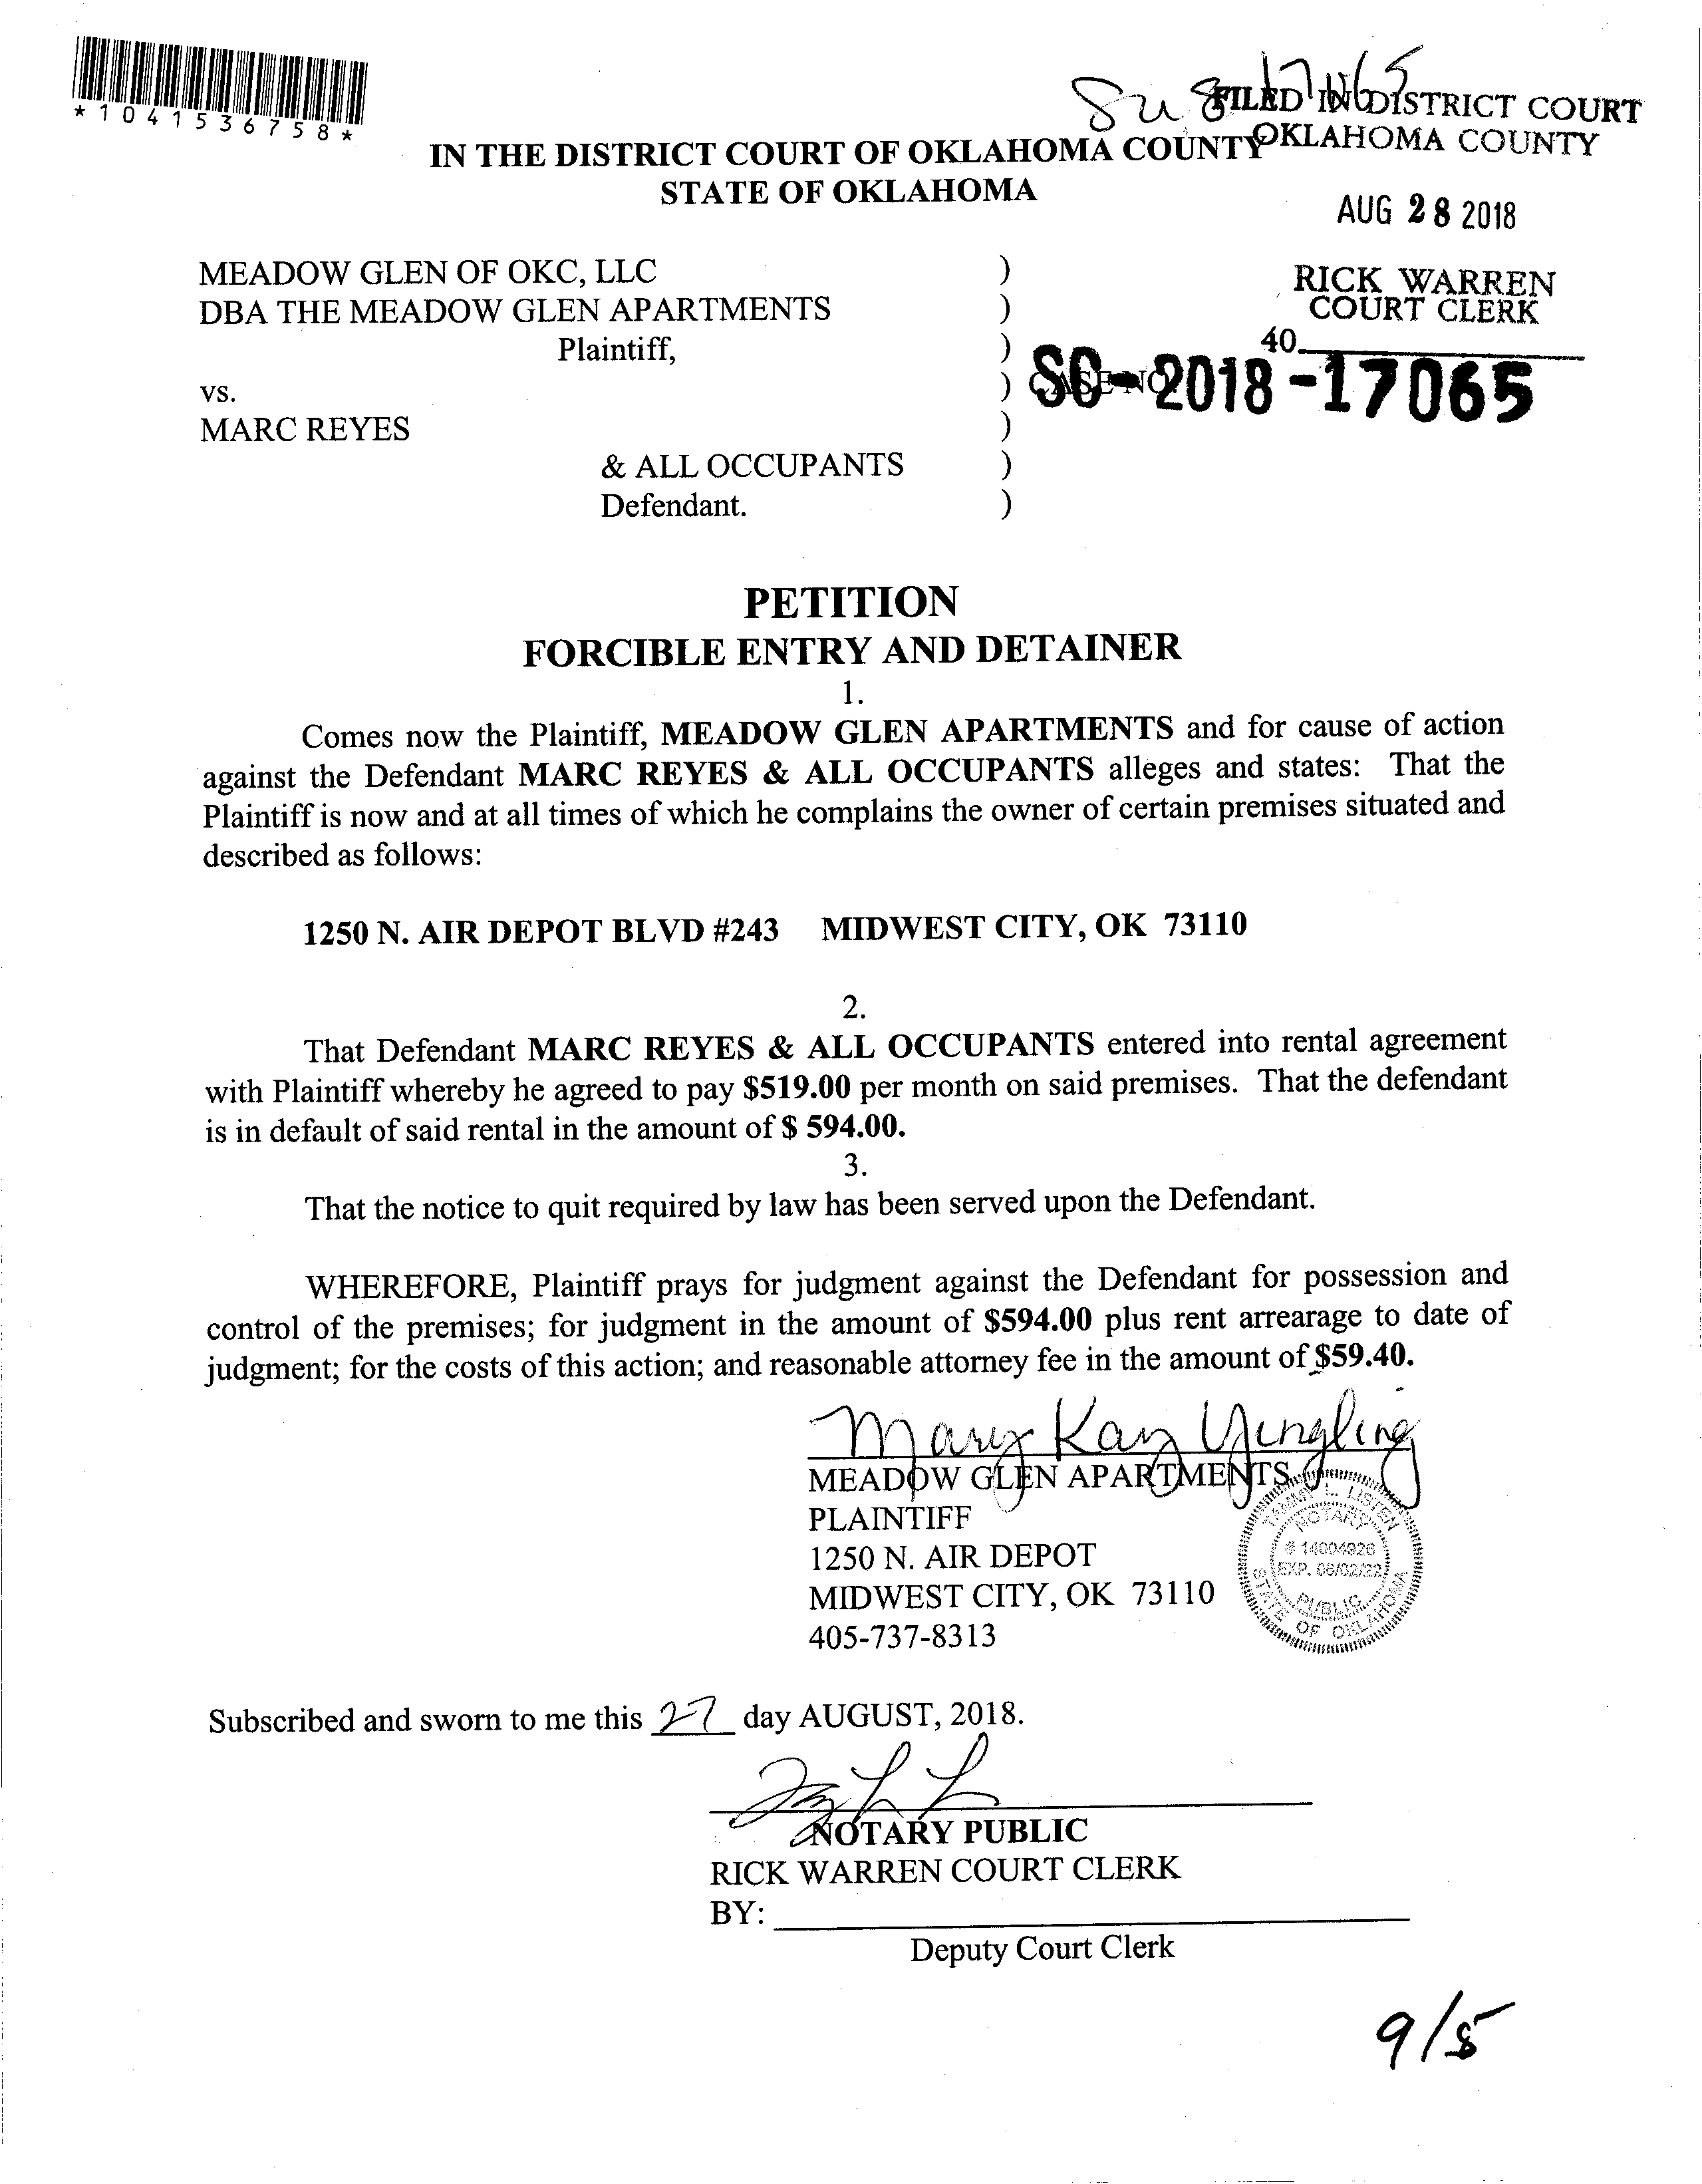 *1041536758*
FILED IN DISTRICT COURT
OKLAHOMA COUNTY
IN THE DISTRICT COURT OF OKLAHOMA COUNTY
STATE OF OKLAHOMA
AUG 28 2018
MEADOW GLEN OF OKC, LLC )
DBA THE MEADOW GLEN APARTMENTS )
Plaintiff, )
RICK WARREN
COURT CLERK
40
vs. ) CASE NO. SC-2018-17065
MARC REYES )
& ALL OCCUPANTS )
Defendant. )
PETITION
FORCIBLE ENTRY AND DETAINER
1.
Comes now the Plaintiff, MEADOW GLEN APARTMENTS and for cause of action
against the Defendant MARC REYES & ALL OCCUPANTS alleges and states: That the
Plaintiff is now and at all times of which he complains the owner of certain premises situated and
described as follows:
1250 N. AIR DEPOT BLVD #243 MIDWEST CITY, OK 73110
2.
That Defendant MARC REYES & ALL OCCUPANTS entered into rental agreement
with Plaintiff whereby he agreed to pay $519.00 per month on said premises. That the defendant
is in default of said rental in the amount of $ 594.00.
3.
That the notice to quit required by law has been served upon the Defendant.
WHEREFORE, Plaintiff prays for judgment against the Defendant for possession and
control of the premises; for judgment in the amount of $594.00 plus rent arrearage to date of
judgment; for the costs of this action; and reasonable attorney fee in the amount of $59.40.
Mary Kay Yingling
MEADOW GLEN APARTMENTS
PLAINTIFF
1250 N. AIR DEPOT
MIDWEST CITY, OK 73110
405-737-8313
TAMMY L. LISTEN
NOTARY
# 14004926
EXP. 06/02/22
PUBLIC
STATE OF OKLAHOMA
Subscribed and sworn to me this 27 day AUGUST, 2018.
NOTARY PUBLIC
RICK WARREN COURT CLERK
BY:
Deputy Court Clerk
9/5